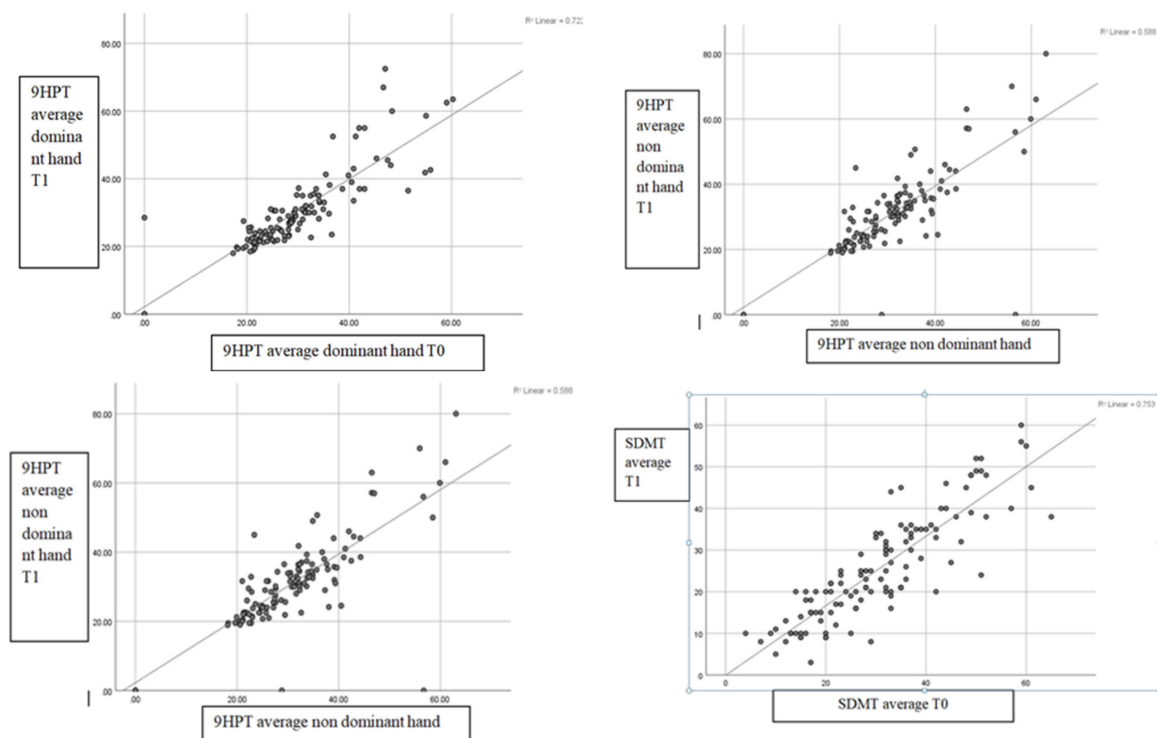 R² Linear = 0.722
80.00
60.00
40.00
20.00
.00
9HPT
average
domina
nt hand
T1
.00
20.00
40.00
60.00
9HPT average dominant hand T0
R² Linear = 0.588
80.00
60.00
40.00
20.00
.00
9HPT
average
non
domina
nt hand
T1
.00
20.00
40.00
60.00
9HPT average non dominant hand
R² Linear = 0.588
80.00
60.00
40.00
20.00
.00
9HPT
average
non
domina
nt hand
T1
.00
20.00
40.00
60.00
9HPT average non dominant hand
R² Linear = 0.753
60
50
40
30
20
10
0
SDMT
average
T1
0
20
40
60
SDMT average T0